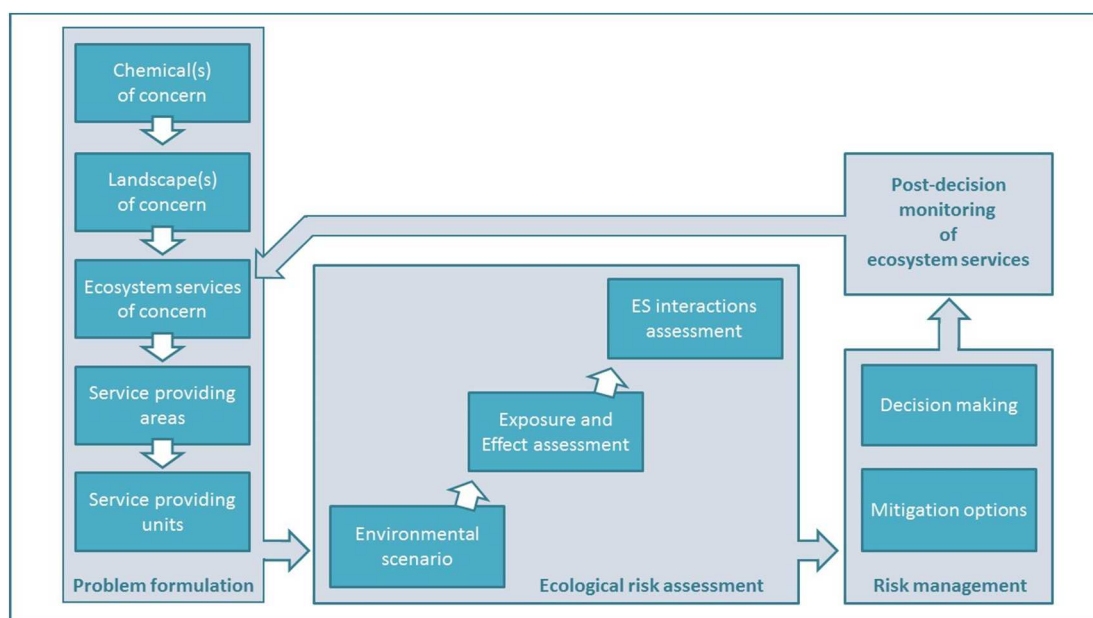 Chemical(s)
of concern
Landscape(s)
of concern
Ecosystem services
of concern
Service providing
areas
Service providing
units
Problem formulation
ES interactions
assessment
Exposure and
Effect assessment
Environmental
scenario
Ecological risk assessment
Post-decision
monitoring
of
ecosystem services
Decision making
Mitigation options
Risk management